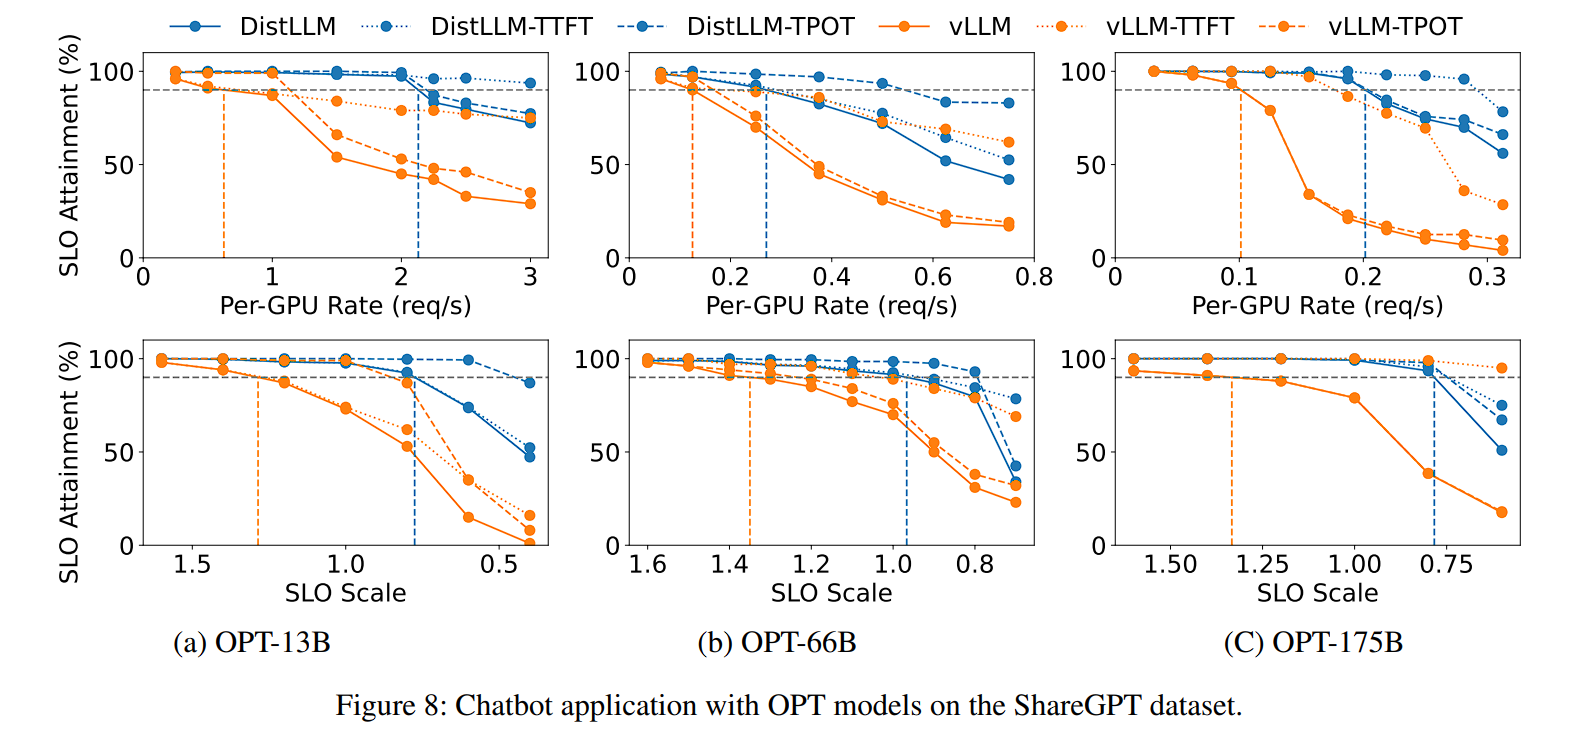 DistLLM DistLLM-TTFT DistLLM-TPOT vLLM vLLM-TTFT vLLM-TPOT
SLO Attainment (%)
100
50
0
0 1 2 3
Per-GPU Rate (req/s)
100
50
0
0 0.2 0.4 0.6 0.8
Per-GPU Rate (req/s)
100
50
0
0 0.1 0.2 0.3
Per-GPU Rate (req/s)
SLO Attainment (%)
100
50
0
1.5 1.0 0.5
SLO Scale
100
50
0
1.6 1.4 1.2 1.0 0.8
SLO Scale
100
50
0
1.50 1.25 1.00 0.75
SLO Scale
(a) OPT-13B
(b) OPT-66B
(C) OPT-175B
Figure 8: Chatbot application with OPT models on the ShareGPT dataset.